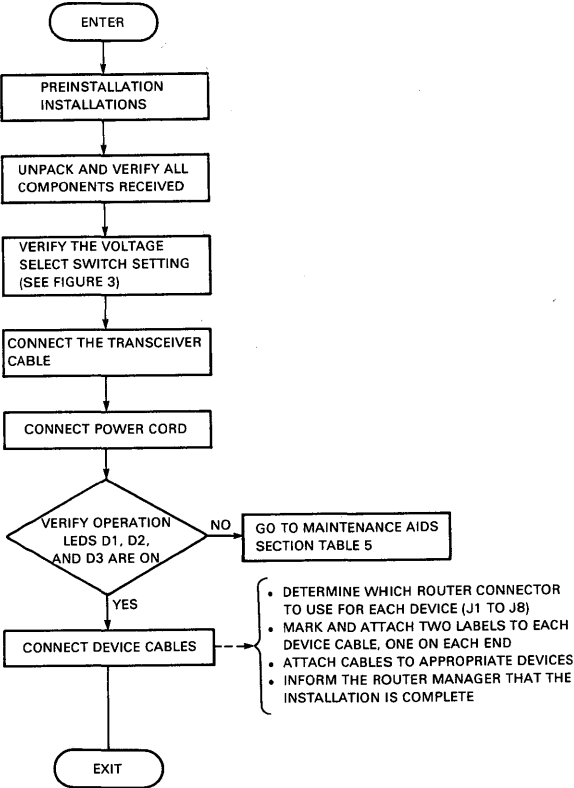 ENTER
PREINSTALLATION
INSTALLATIONS
UNPACK AND VERIFY ALL
COMPONENTS RECEIVED
VERIFY THE VOLTAGE
SELECT SWITCH SETTING
(SEE FIGURE 3)
CONNECT THE TRANSCEIVER
CABLE
CONNECT POWER CORD
VERIFY OPERATION
LEDS D1, D2,
AND D3 ARE ON
NO
GO TO MAINTENANCE AIDS
SECTION TABLE 5
YES
CONNECT DEVICE CABLES
• DETERMINE WHICH ROUTER CONNECTOR
TO USE FOR EACH DEVICE (J1 TO J8)
• MARK AND ATTACH TWO LABELS TO EACH
DEVICE CABLE, ONE ON EACH END
• ATTACH CABLES TO APPROPRIATE DEVICES
• INFORM THE ROUTER MANAGER THAT THE
INSTALLATION IS COMPLETE
EXIT